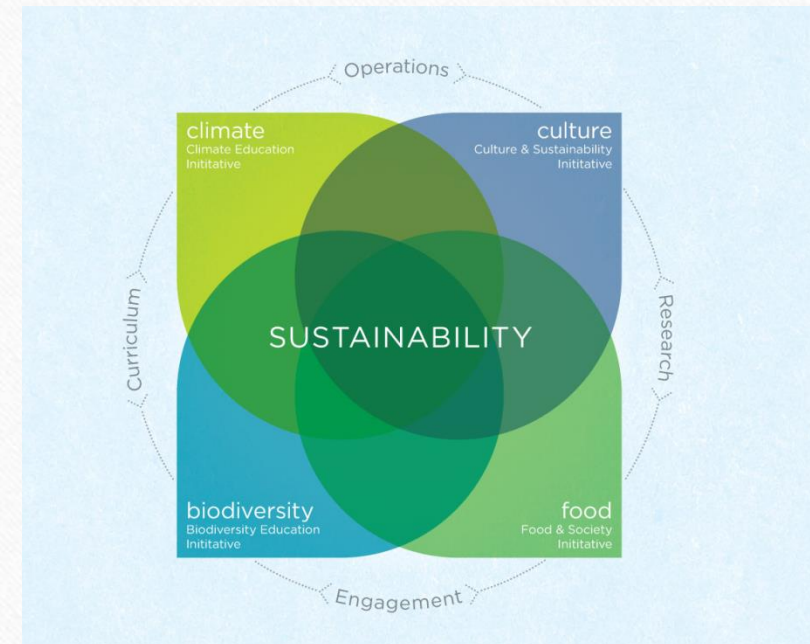 Operations
climate
Climate Education
Inititative
culture
Culture & Sustainability
Inititative
Curriculum
Research
SUSTAINABILITY
biodiversity
Biodiversity Education
Inititative
food
Food & Society
Inititative
Engagement